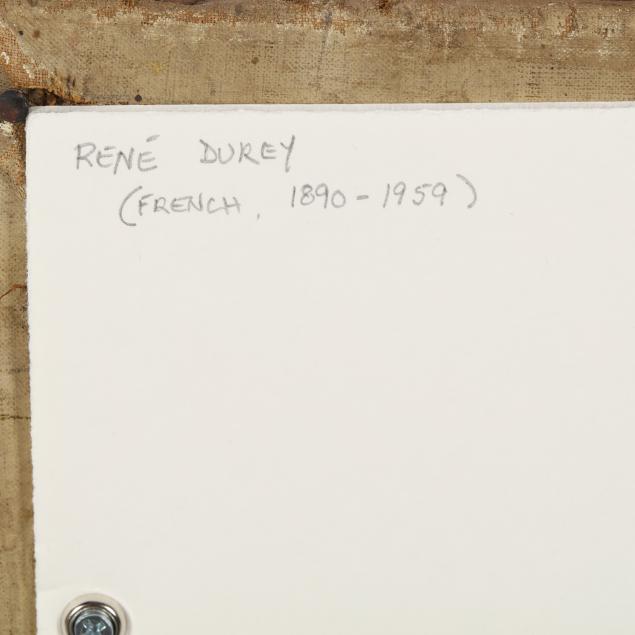 RENÉ DUREY
(FRENCH, 1890-1959)